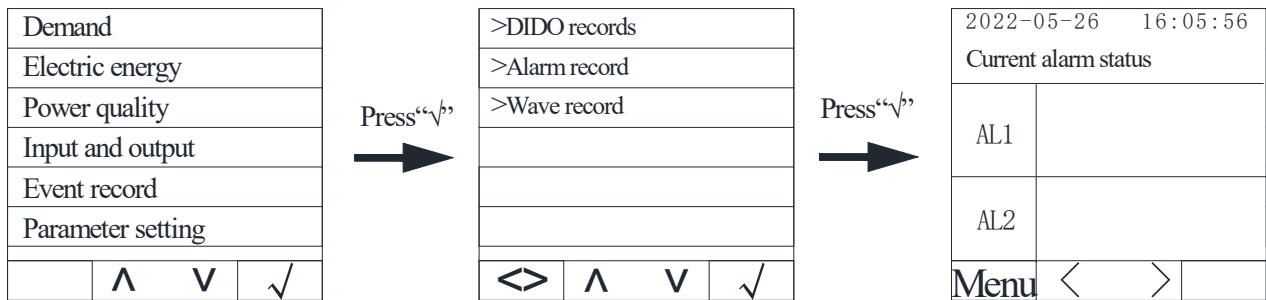 Demand
Electric energy
Power quality
Input and output
Event record
Parameter setting
Λ V √
Press“√”
>DIDO records
>Alarm record
>Wave record
<> Λ V √
Press“√”
2022-05-26 16:05:56
Current alarm status
AL1
AL2
Menu < >